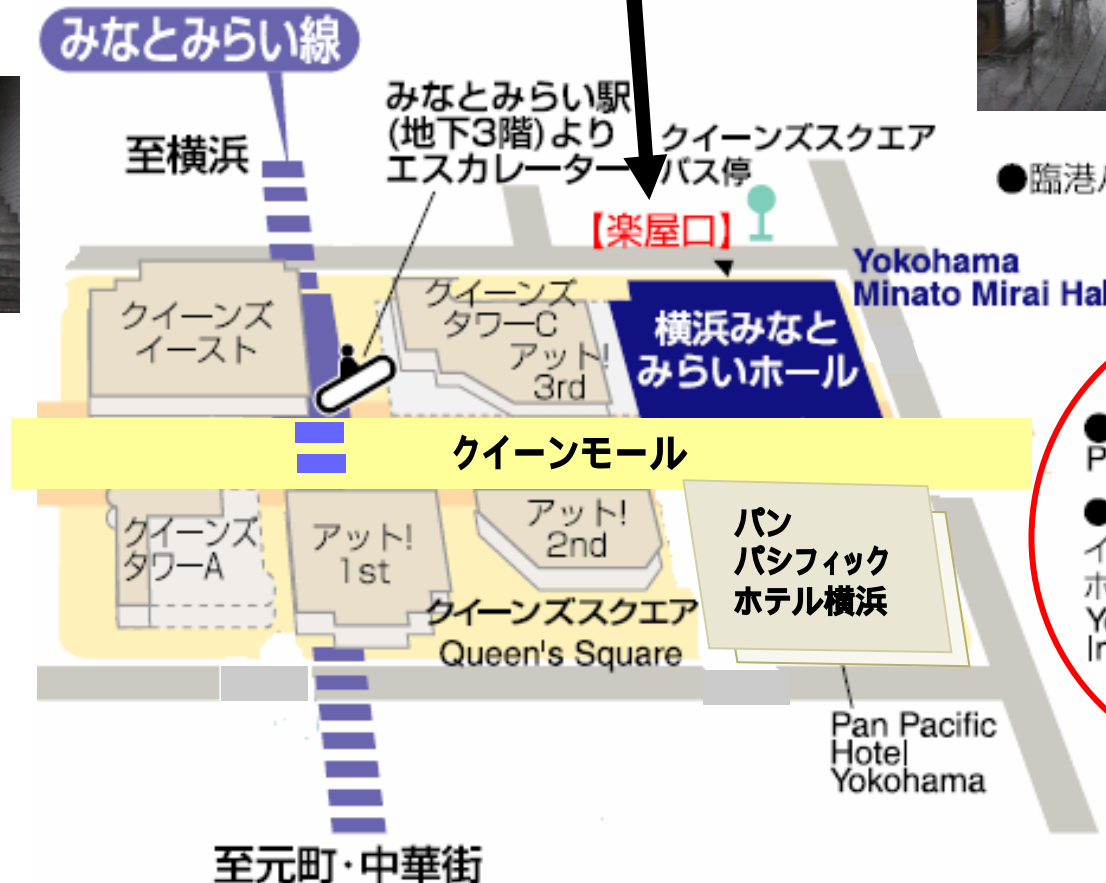 みなとみらい線
至横浜
みなとみらい駅
(地下3階)より
エスカレーター
クイーンズスクエア
バス停
●臨港
【楽屋口】
Yokohama
Minato Mirai Hal
クイーンズ
イースト
クイーンズ
タワーC
アット!
3rd
横浜みなと
みらいホール
クイーンモール
クイーンズ
タワーA
アット!
1st
アット!
2nd
パン
パシフィック
ホテル横浜
クイーンズスクエア
Queen's Square
Pan Pacific
Hotel
Yokohama
至元町・中華街
●
P
●
イ
ホ
Y
In